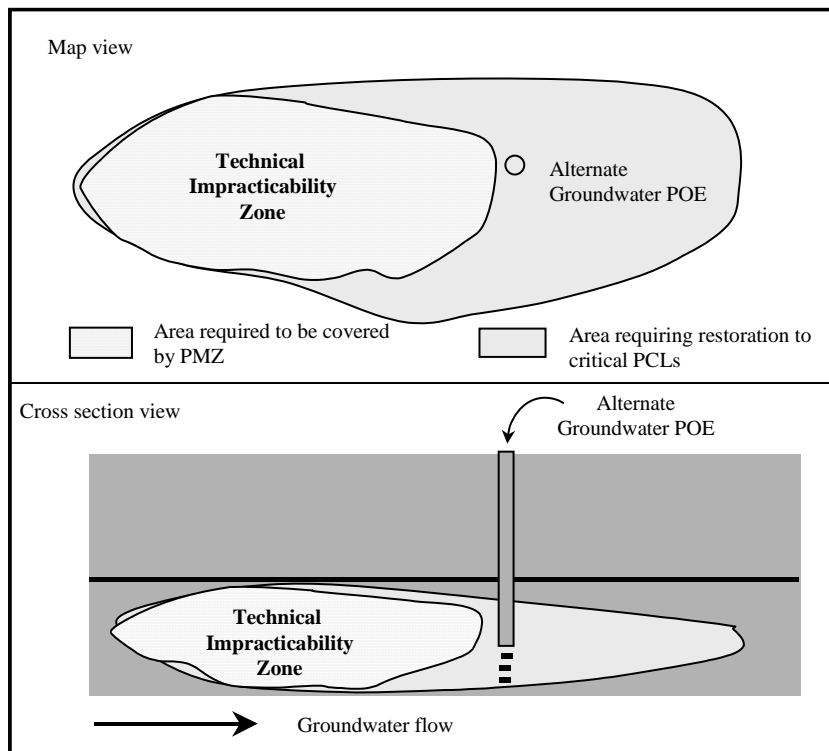 Map view
Technical
Impracticability
Zone
Alternate
Groundwater POE
Area required to be covered
by PMZ
Area requiring restoration to
critical PCLs
Cross section view
Alternate
Groundwater POE
Technical
Impracticability
Zone
Groundwater flow